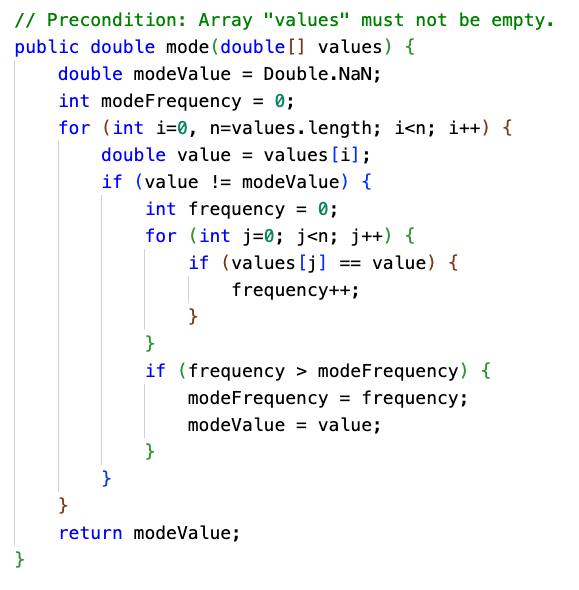 // Precondition: Array "values" must not be empty.
public double mode(double[] values) {
    double modeValue = Double.NaN;
    int modeFrequency = 0;
    for (int i=0, n=values.length; i<n; i++) {
        double value = values[i];
        if (value != modeValue) {
            int frequency = 0;
            for (int j=0; j<n; j++) {
                if (values[j] == value) {
                    frequency++;
                }
            }
            if (frequency > modeFrequency) {
                modeFrequency = frequency;
                modeValue = value;
            }
        }
    }
    return modeValue;
}